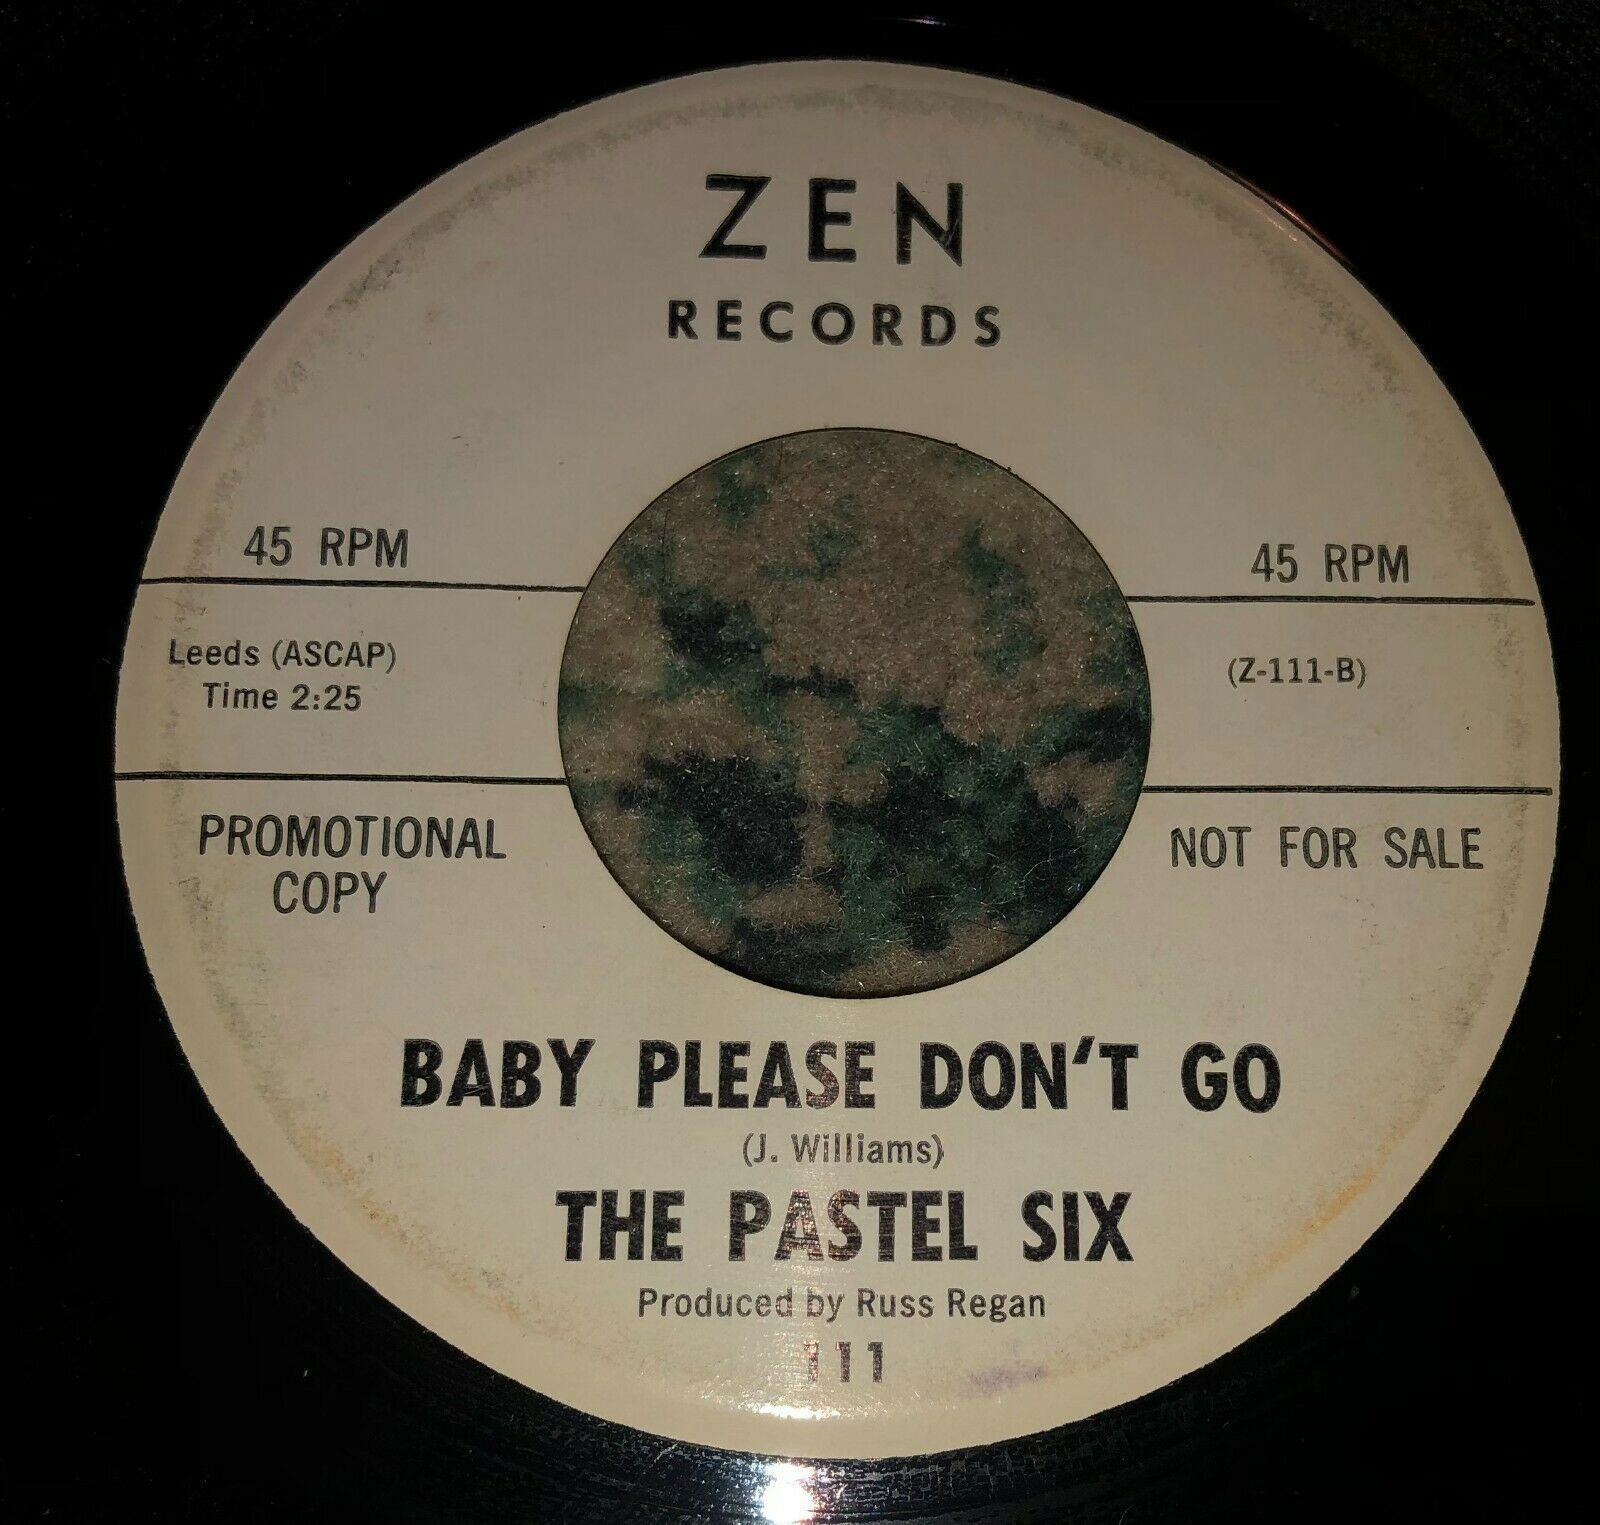 ZEN
RECORDS
45 RPM
45 RPM
Leeds (ASCAP)
Time 2:25
(Z-111-B)
PROMOTIONAL
COPY
NOT FOR SALE
BABY PLEASE DON'T GO
(J. Williams)
THE PASTEL SIX
Produced by Russ Regan
111